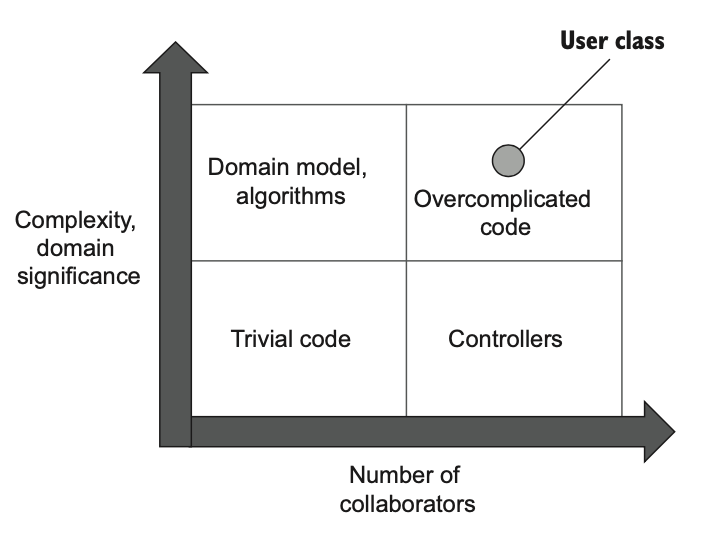 User class
Domain model,
algorithms
Overcomplicated
code
Complexity,
domain
significance
Trivial code
Controllers
Number of
collaborators